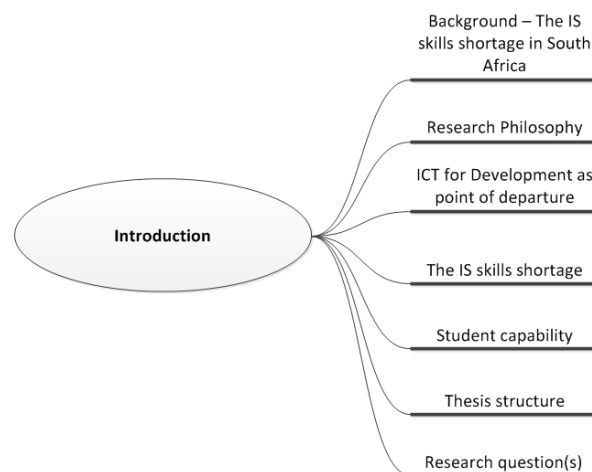 Background – The IS
skills shortage in South
Africa
Research Philosophy
ICT for Development as
point of departure
Introduction
The IS skills shortage
Student capability
Thesis structure
Research question(s)